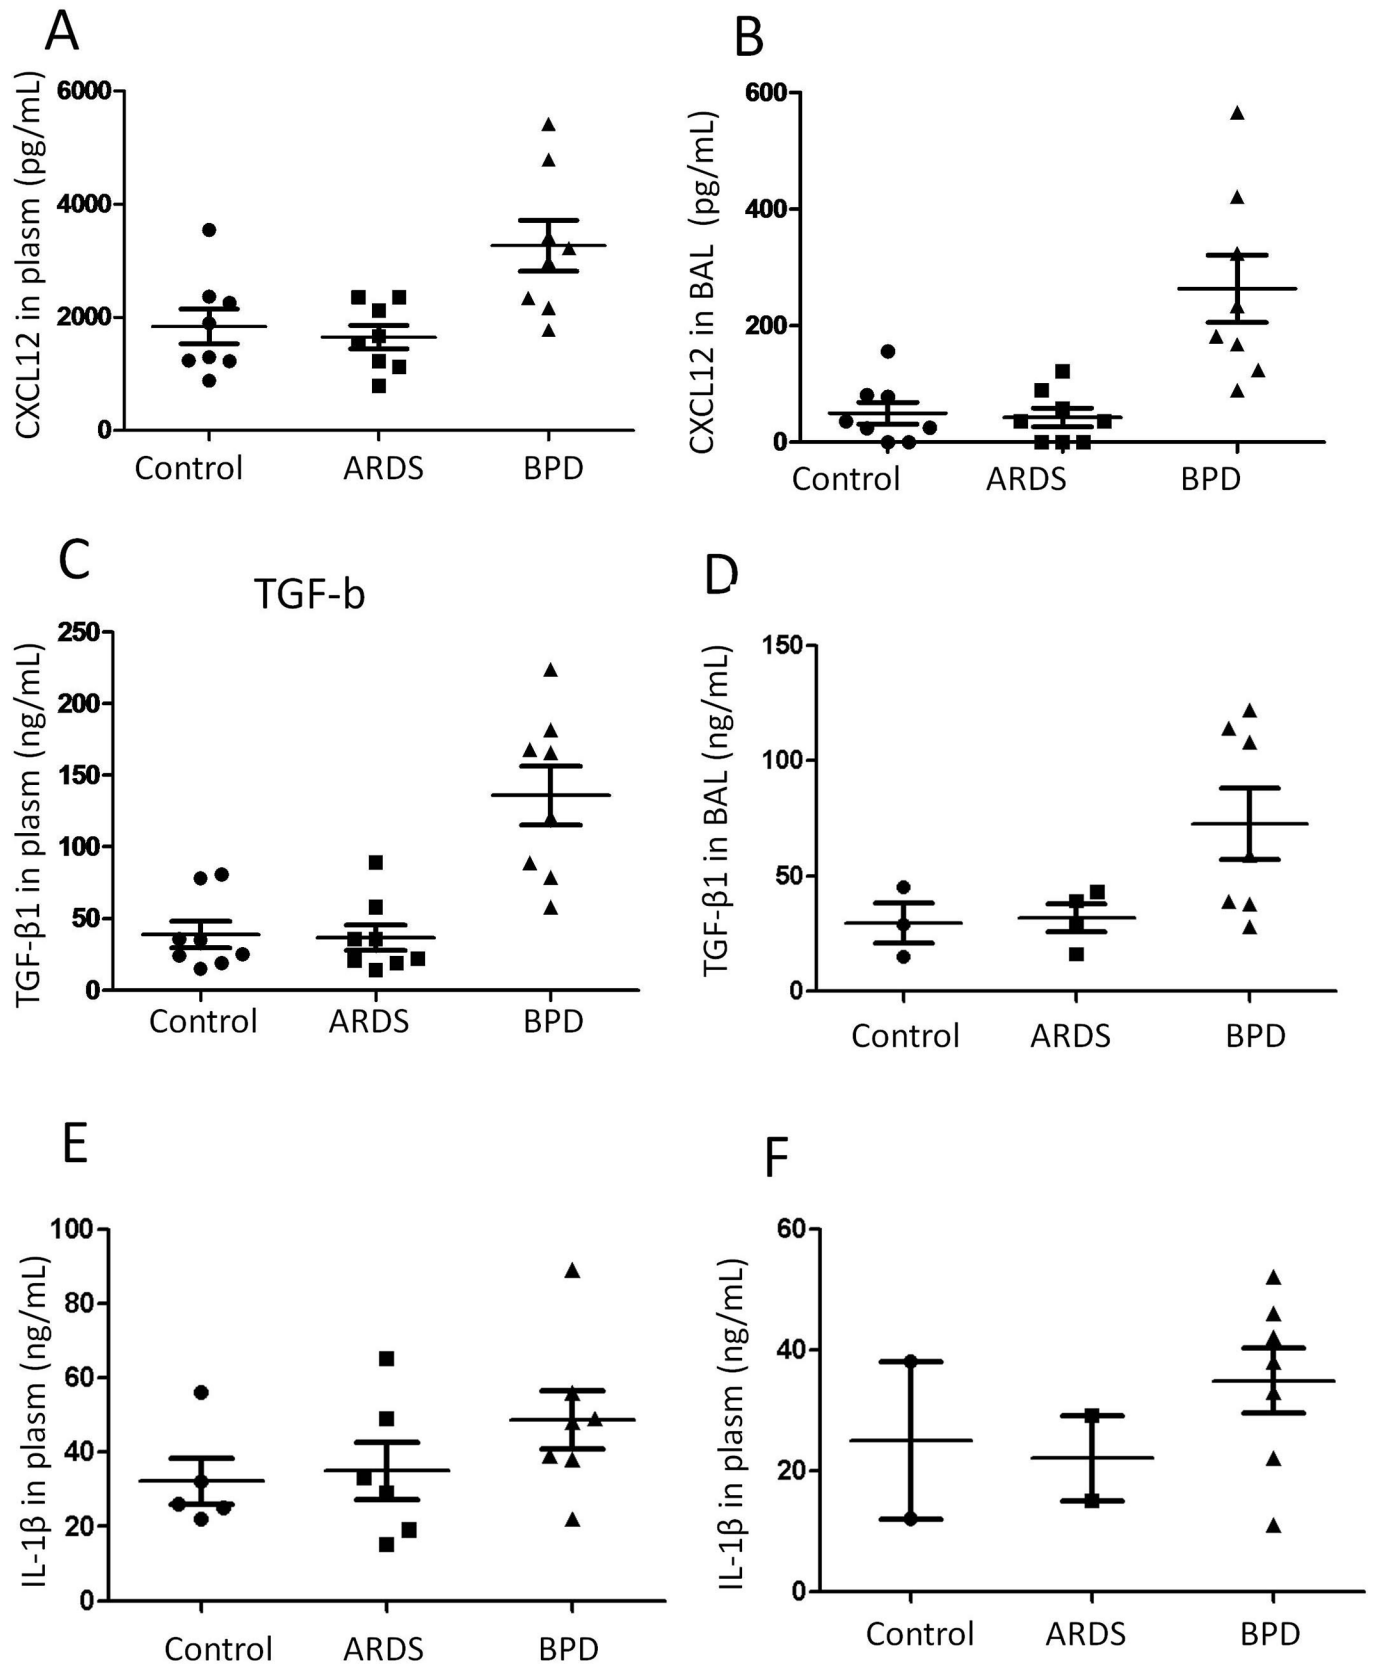 A
CXCL12 in plasm (pg/mL)
6000
4000
2000
0
Control ARDS BPD
B
CXCL12 in BAL (pg/mL)
600
400
200
0
Control ARDS BPD
C
TGF-b
TGF-β1 in plasm (ng/mL)
250
200
150
100
50
0
Control ARDS BPD
D
TGF-β1 in BAL (ng/mL)
150
100
50
0
Control ARDS BPD
E
IL-1β in plasm (ng/mL)
100
80
60
40
20
0
Control ARDS BPD
F
IL-1β in plasm (ng/mL)
60
40
20
0
Control ARDS BPD